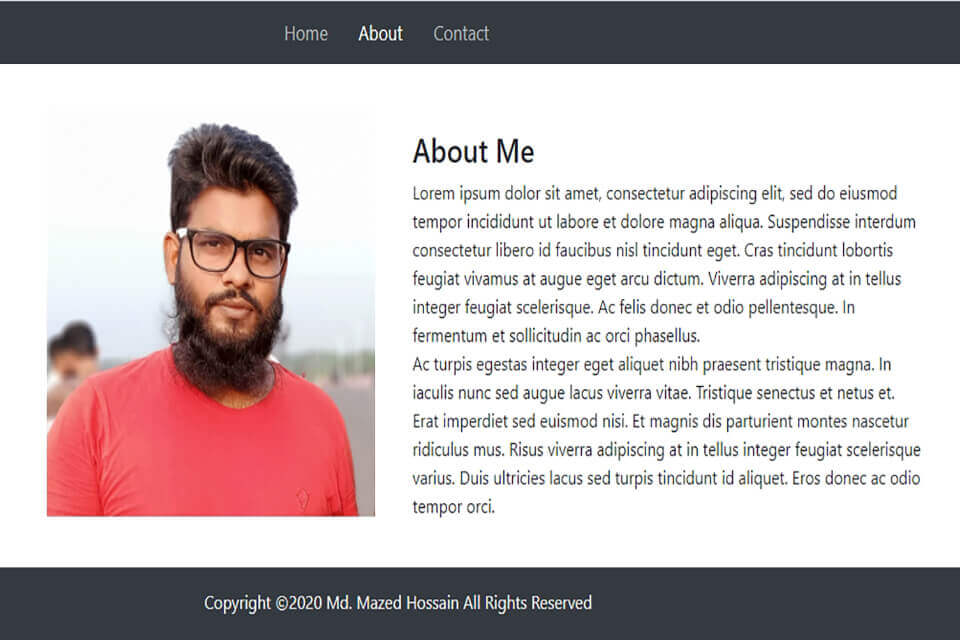 Home About Contact
About Me
Lorem ipsum dolor sit amet, consectetur adipiscing elit, sed do eiusmod
tempor incididunt ut labore et dolore magna aliqua. Suspendisse interdum
consectetur libero id faucibus nisl tincidunt eget. Cras tincidunt lobortis
feugiat vivamus at augue eget arcu dictum. Viverra adipiscing at in tellus
integer feugiat scelerisque. Ac felis donec et odio pellentesque. In
fermentum et sollicitudin ac orci phasellus.
Ac turpis egestas integer eget aliquet nibh praesent tristique magna. In
iaculis nunc sed augue lacus viverra vitae. Tristique senectus et netus et.
Erat imperdiet sed euismod nisi. Et magnis dis parturient montes nascetur
ridiculus mus. Risus viverra adipiscing at in tellus integer feugiat scelerisque
varius. Duis ultricies lacus sed turpis tincidunt id aliquet. Eros donec ac odio
tempor orci.
Copyright ©2020 Md. Mazed Hossain All Rights Reserved